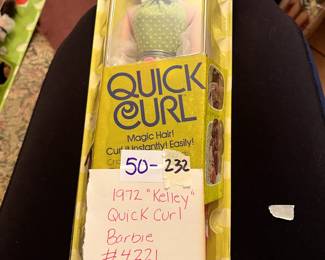 QUICK
CURL
Magic Hair!
Curl it Instantly! Easily!
50-232
1972 "Kelley"
Quick Curl
Barbie
#4221